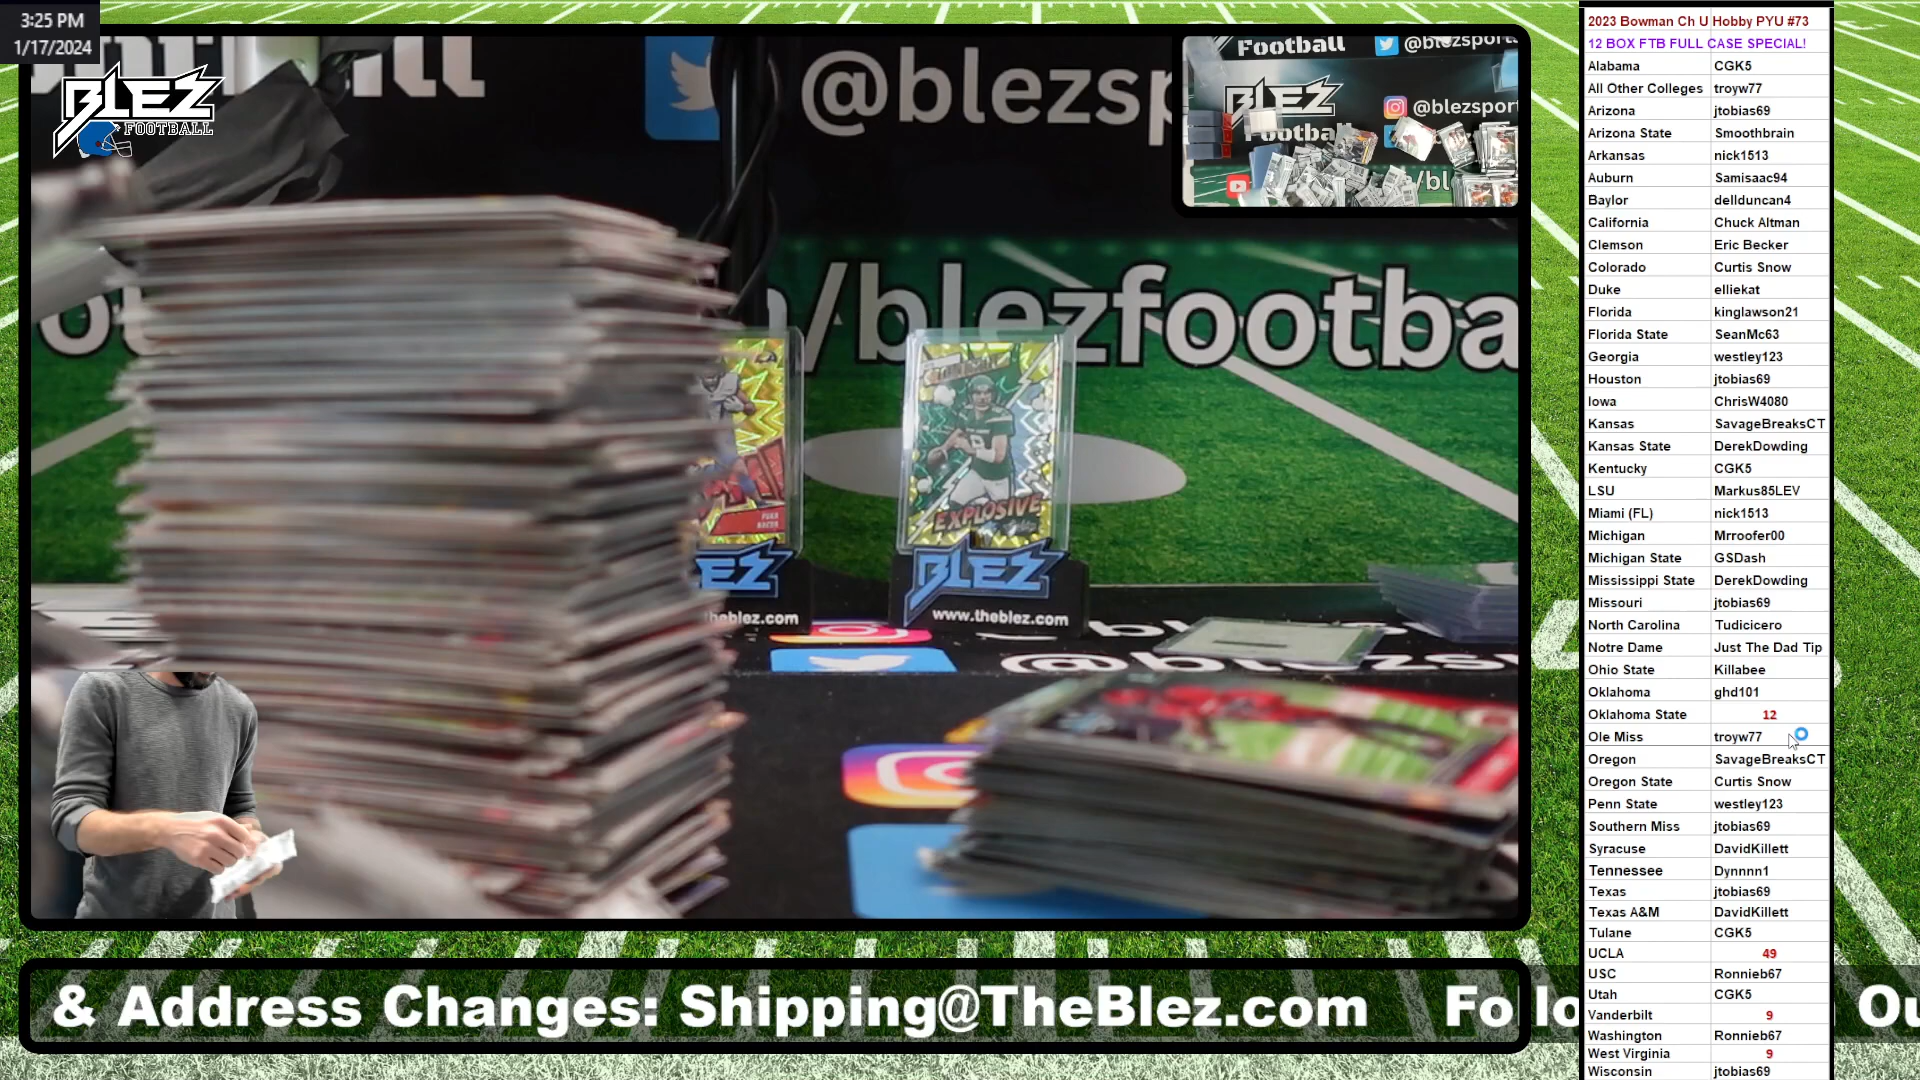 3:25 PM
1/17/2024
BLEZ
FOOTBALL
@blezsp
/blezfootba
EXPLOSIVE
EZ
theblez.com
BLEZ
www.theblez.com
Football
@blezsport
BLEZ
Football
@blezsport
/bl
& Address Changes: Shipping@TheBlez.com
2023 Bowman Ch U Hobby PYU #73
12 BOX FTB FULL CASE SPECIAL!
Alabama CGK5
All Other Colleges troyw77
Arizona jtobias69
Arizona State Smoothbrain
Arkansas nick1513
Auburn Samisaac94
Baylor dellduncan4
California Chuck Altman
Clemson Eric Becker
Colorado Curtis Snow
Duke elliekat
Florida kinglawson21
Florida State SeanMc63
Georgia westley123
Houston jtobias69
Iowa ChrisW4080
Kansas SavageBreaksCT
Kansas State DerekDowding
Kentucky CGK5
LSU Markus85LEV
Miami (FL) nick1513
Michigan Mrroofer00
Michigan State GSDash
Mississippi State DerekDowding
Missouri jtobias69
North Carolina Tudicicero
Notre Dame Just The Dad Tip
Ohio State Killabee
Oklahoma ghd101
Oklahoma State 12
Ole Miss troyw77
Oregon SavageBreaksCT
Oregon State Curtis Snow
Penn State westley123
Southern Miss jtobias69
Syracuse DavidKillett
Tennessee Dynnnn1
Texas jtobias69
Texas A&M DavidKillett
Tulane CGK5
UCLA 49
USC Ronnieb67
Utah CGK5
Vanderbilt 9
Washington Ronnieb67
West Virginia 9
Wisconsin jtobias69